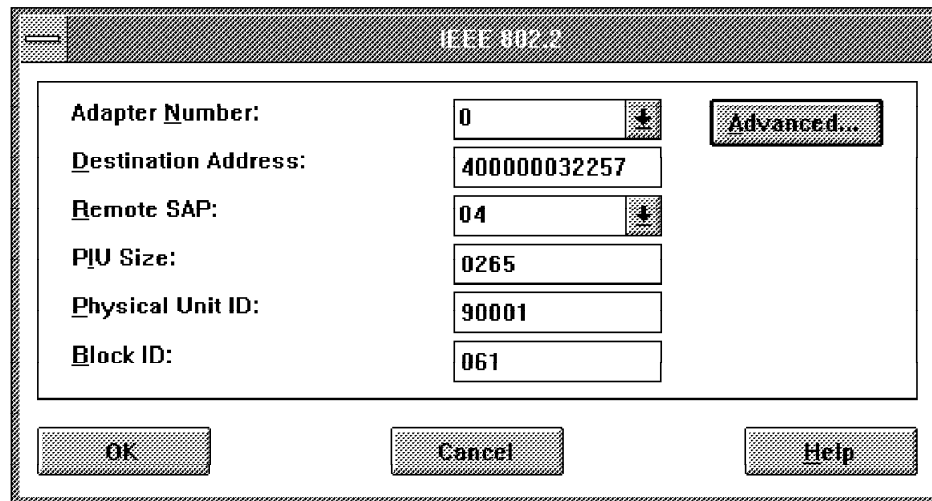 IEEE 802.2
Adapter Number: 0 Advanced...
Destination Address: 400000032257
Remote SAP: 04
PIU Size: 0265
Physical Unit ID: 90001
Block ID: 061
OK Cancel Help